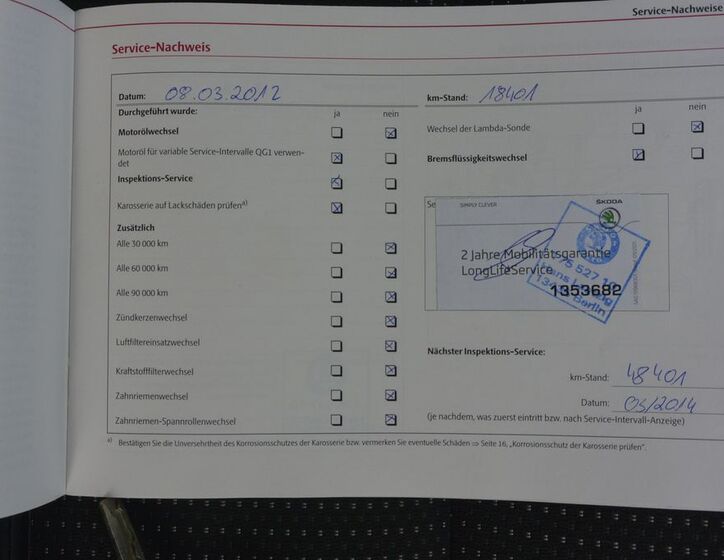 Service-Nachweise
Service-Nachweis
Datum: 08.03.2012
km-Stand: 18401
Durchgeführt wurde: ja nein
ja nein
Motorölwechsel
Wechsel der Lambda-Sonde
Motoröl für variable Service-Intervalle QG1 verwen-
det
Bremsflüssigkeitswechsel
Inspektions-Service
Karosserie auf Lackschäden prüfen a)
Zusätzlich
Alle 30 000 km
Alle 60 000 km
Alle 90 000 km
Zündkerzenwechsel
Luftfiltereinsatzwechsel
Kraftstofffilterwechsel
Zahnriemenwechsel
Zahnriemen-Spannrollenwechsel
Se
SIMPLY CLEVER
ŠKODA
2 Jahre Mobilitätsgarantie
LongLifeService
1353682
75 527
Berlin
Nächster Inspektions-Service:
km-Stand: 48401
Datum: 03/2014
(je nachdem, was zuerst eintritt bzw. nach Service-Intervall-Anzeige)
a) Bestätigen Sie die Unversehrtheit des Korrosionsschutzes der Karosserie bzw. vermerken Sie eventuelle Schäden ⇒ Seite 16, „Korrosionsschutz der Karosserie prüfen“.